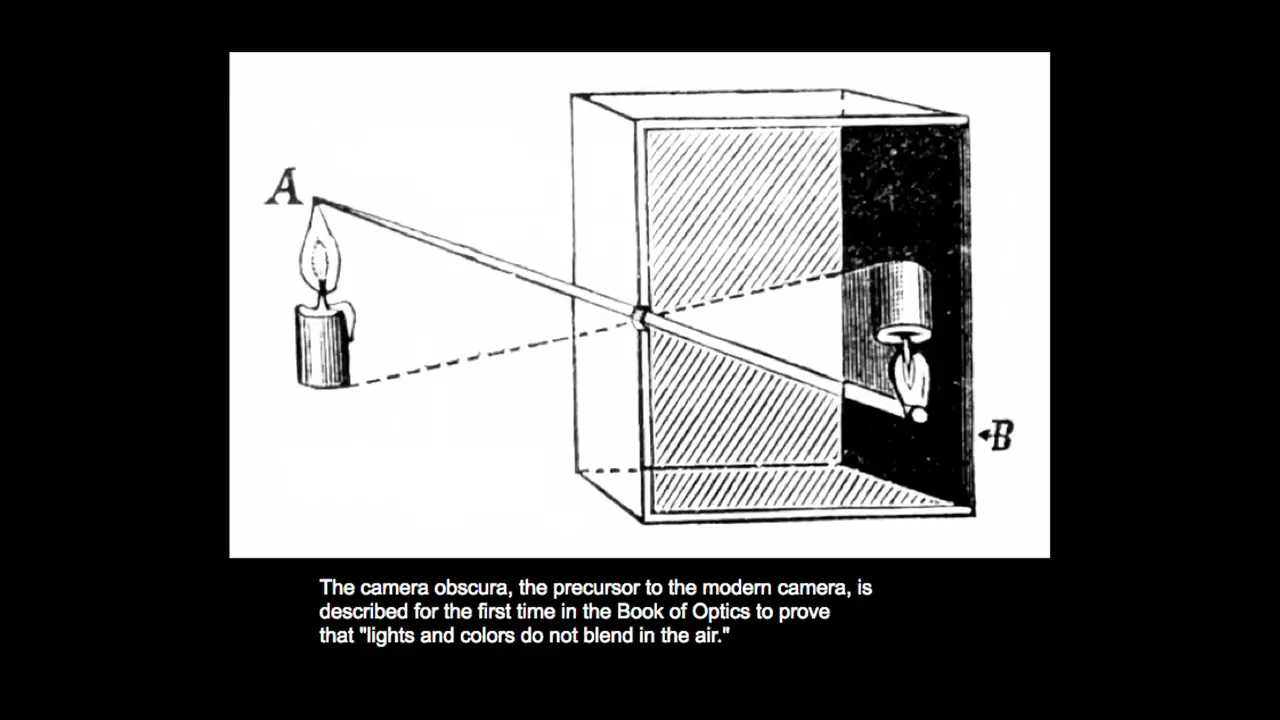 A
B
The camera obscura, the precursor to the modern camera, is
described for the first time in the Book of Optics to prove
that "lights and colors do not blend in the air."